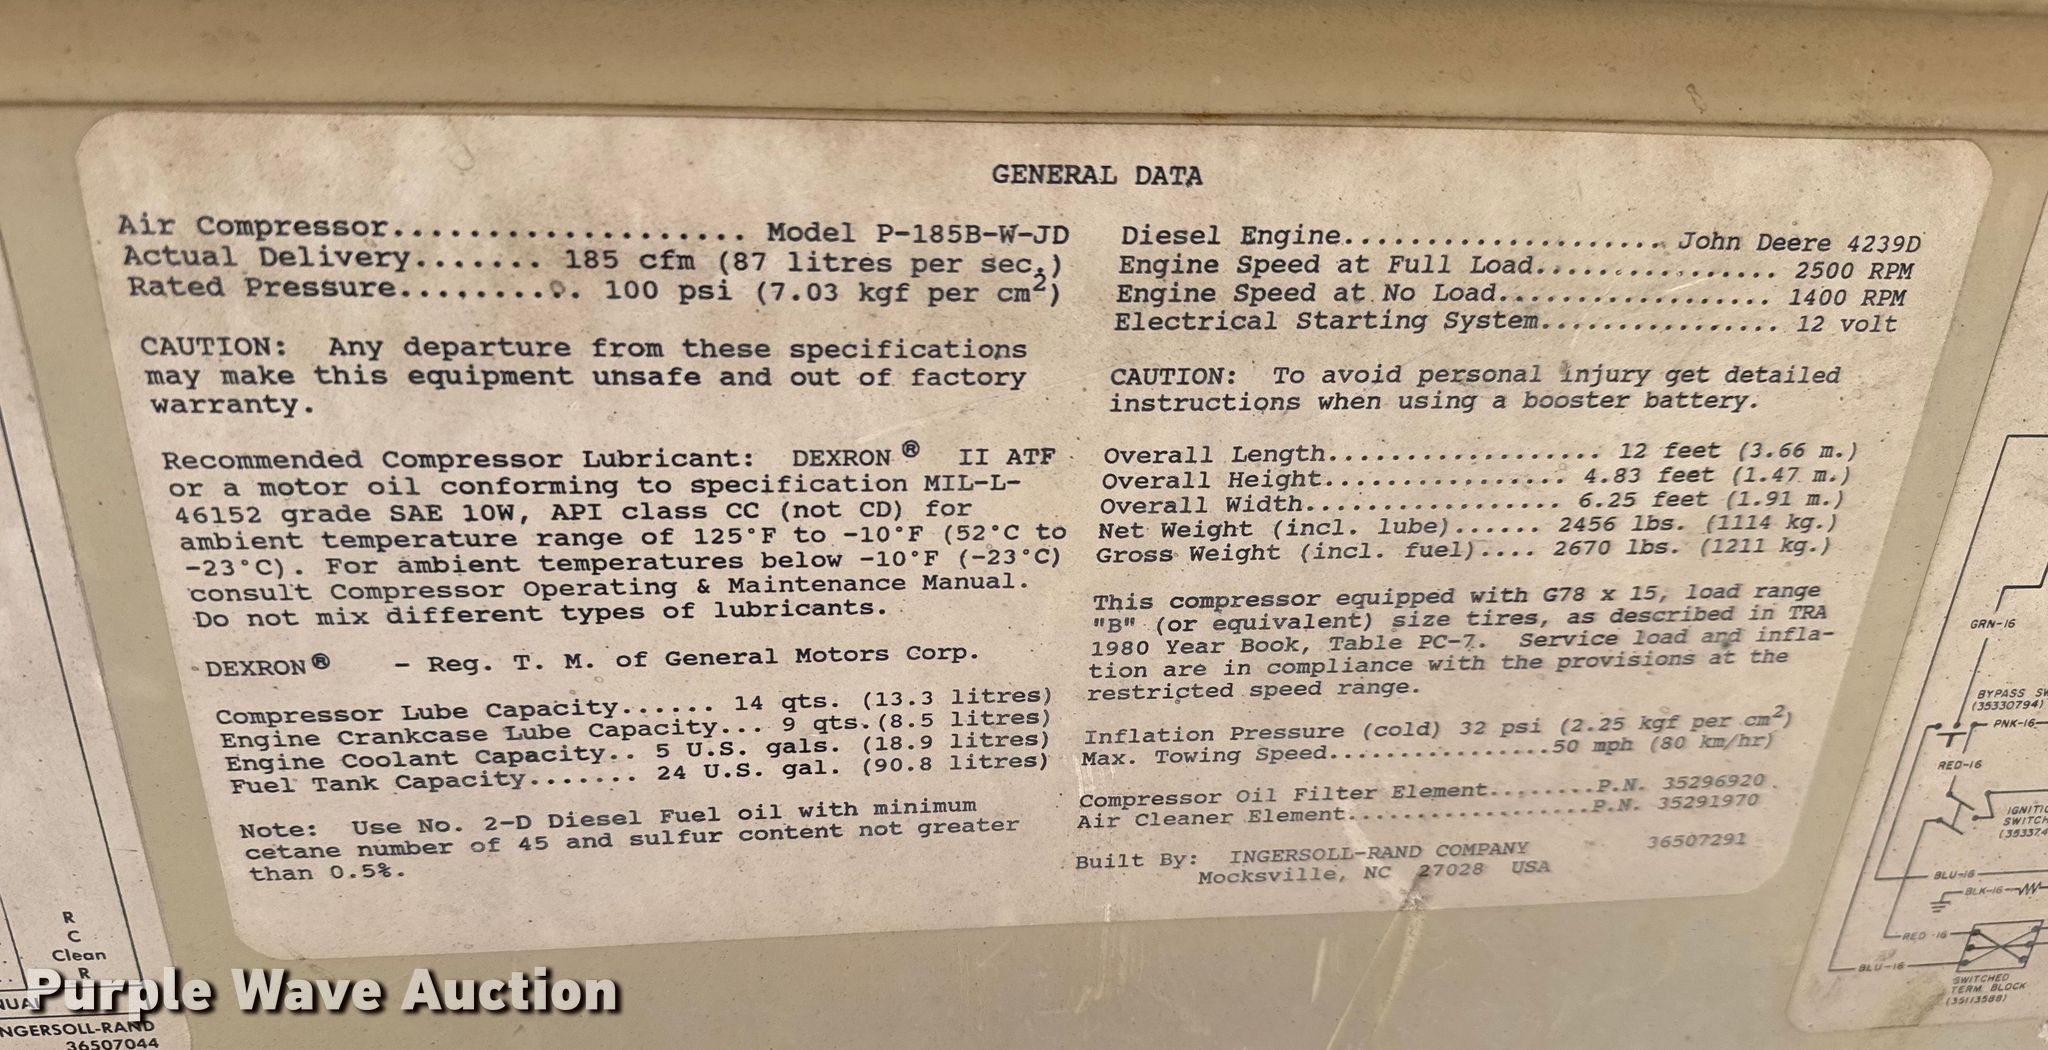 GENERAL DATA
Air Compressor................... Model P-185B-W-JD
Actual Delivery....... 185 cfm (87 litres per sec.)
Rated Pressure.......... 100 psi (7.03 kgf per cm2)
CAUTION: Any departure from these specifications
may make this equipment unsafe and out of factory
warranty.
Recommended Compressor Lubricant: DEXRON® II ATF
or a motor oil conforming to specification MIL-L-
46152 grade SAE 10W, API class CC (not CD) for
ambient temperature range of 125°F to -10°F (52°C to
-23°C). For ambient temperatures below -10°F (-23°C)
consult Compressor Operating & Maintenance Manual.
Do not mix different types of lubricants.
DEXRON® - Reg. T. M. of General Motors Corp.
Compressor Lube Capacity...... 14 qts. (13.3 litres)
Engine Crankcase Lube Capacity... 9 qts.(8.5 litres)
Engine Coolant Capacity.. 5 U.S. gals. (18.9 litres)
Fuel Tank Capacity....... 24 U.S. gal. (90.8 litres)
Note: Use No. 2-D Diesel Fuel oil with minimum
cetane number of 45 and sulfur content not greater
than 0.5%.
Diesel Engine..................... John Deere 4239D
Engine Speed at Full Load................ 2500 RPM
Engine Speed at No Load.................. 1400 RPM
Electrical Starting System................ 12 volt
CAUTION: To avoid personal injury get detailed
instructions when using a booster battery.
Overall Length.................. 12 feet (3.66 m.)
Overall Height................ 4.83 feet (1.47 m.)
Overall Width................. 6.25 feet (1.91 m.)
Net Weight (incl. lube)...... 2456 lbs. (1114 kg.)
Gross Weight (incl. fuel).... 2670 lbs. (1211 kg.)
This compressor equipped with G78 x 15, load range
"B" (or equivalent) size tires, as described in TRA
1980 Year Book, Table PC-7. Service load and infla-
tion are in compliance with the provisions at the
restricted speed range.
Inflation Pressure (cold) 32 psi (2.25 kgf per cm2)
Max. Towing Speed.................50 mph (80 km/hr)
Compressor Oil Filter Element........P.N. 35296920
Air Cleaner Element..................P.N. 35291970
Built By: INGERSOLL-RAND COMPANY 36507291
Mocksville, NC 27028 USA
R
C
Clean
R
NUAL
INGERSOLL-RAND
36507044
GRN-16
BYPASS SW
(35330794)
PNK-16
RED-16
IGNITIO
SWITCH
(353374
BLU-16
BLK-16
RED-16
BLU-16
SWITCHED
TERM. BLOCK
(35113588)
Purple Wave Auction